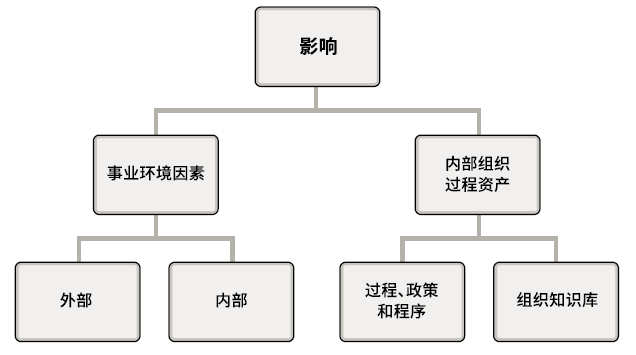 影响
事业环境因素
内部组织
过程资产
外部
内部
过程、政策
和程序
组织知识库